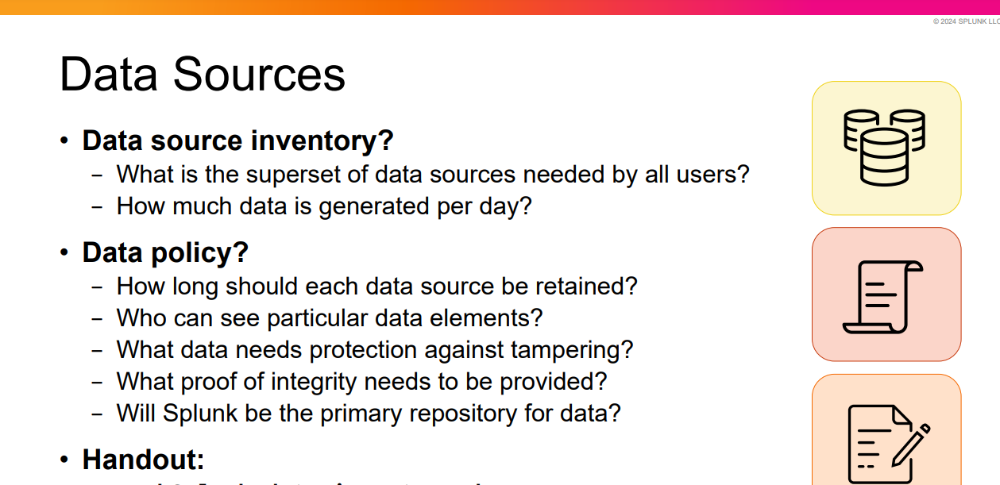 © 2024 SPLUNK LLC
Data Sources
• Data source inventory?
– What is the superset of data sources needed by all users?
– How much data is generated per day?
• Data policy?
– How long should each data source be retained?
– Who can see particular data elements?
– What data needs protection against tampering?
– What proof of integrity needs to be provided?
– Will Splunk be the primary repository for data?
• Handout: